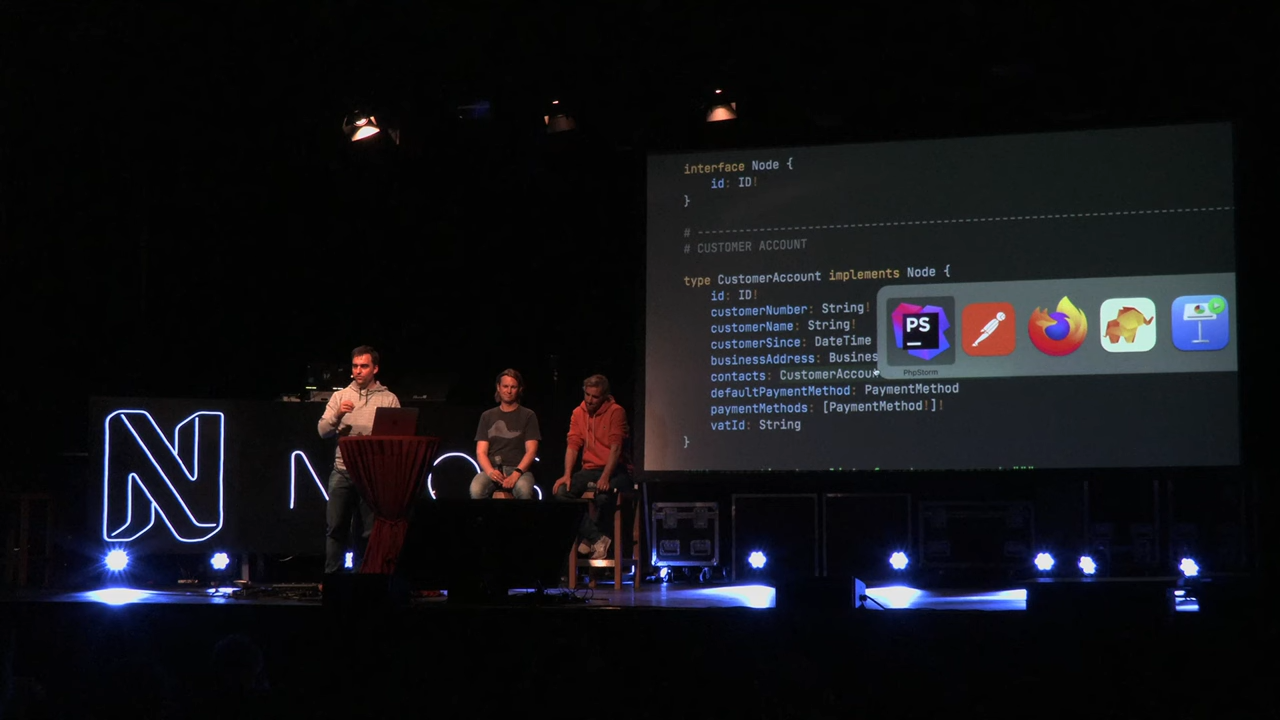 interface Node {
id: ID!
}
# ----------------------------------------------------------------------------
# CUSTOMER ACCOUNT
type CustomerAccount implements Node {
id: ID!
customerNumber: String!
customerName: String!
customerSince: DateTime
businessAddress: Busines
contacts: CustomerAccoun
defaultPaymentMethod: PaymentMethod
paymentMethods: [PaymentMethod!]!
vatId: String
}
PS
PhpStorm
N